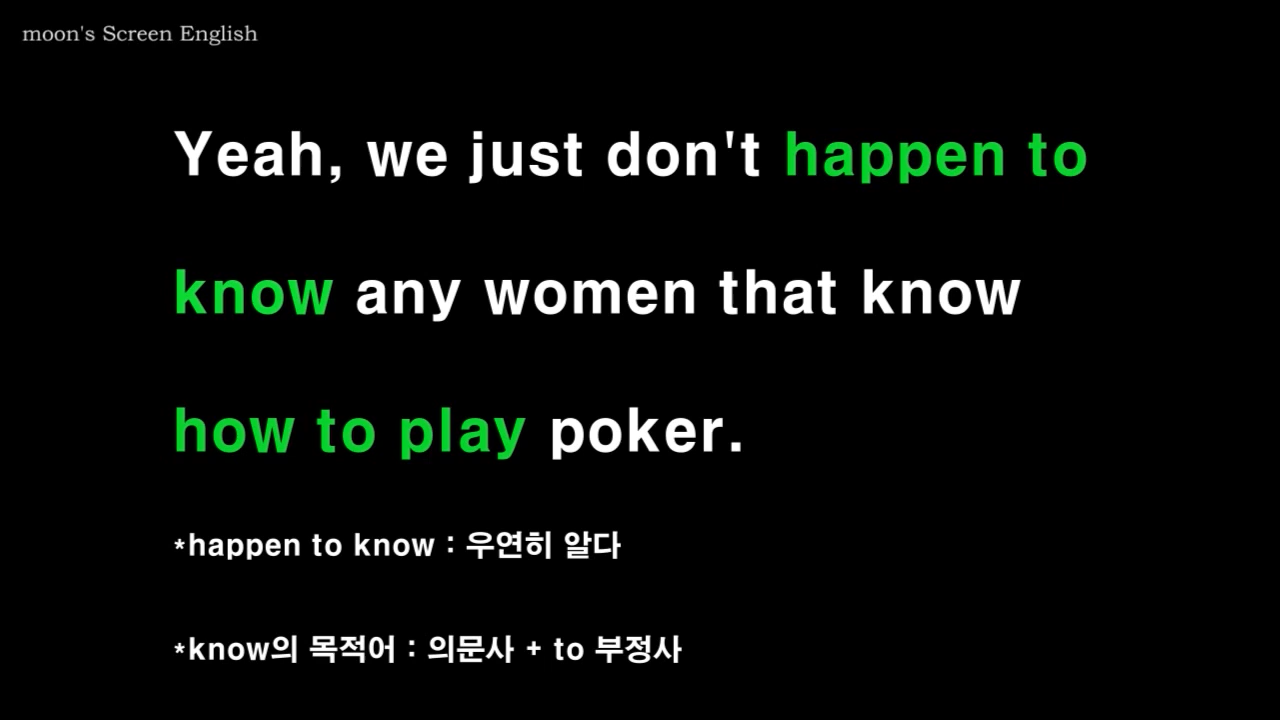 moon's Screen English
Yeah, we just don't happen to
know any women that know
how to play poker.
*happen to know : 우연히 알다
*know의 목적어 : 의문사 + to 부정사